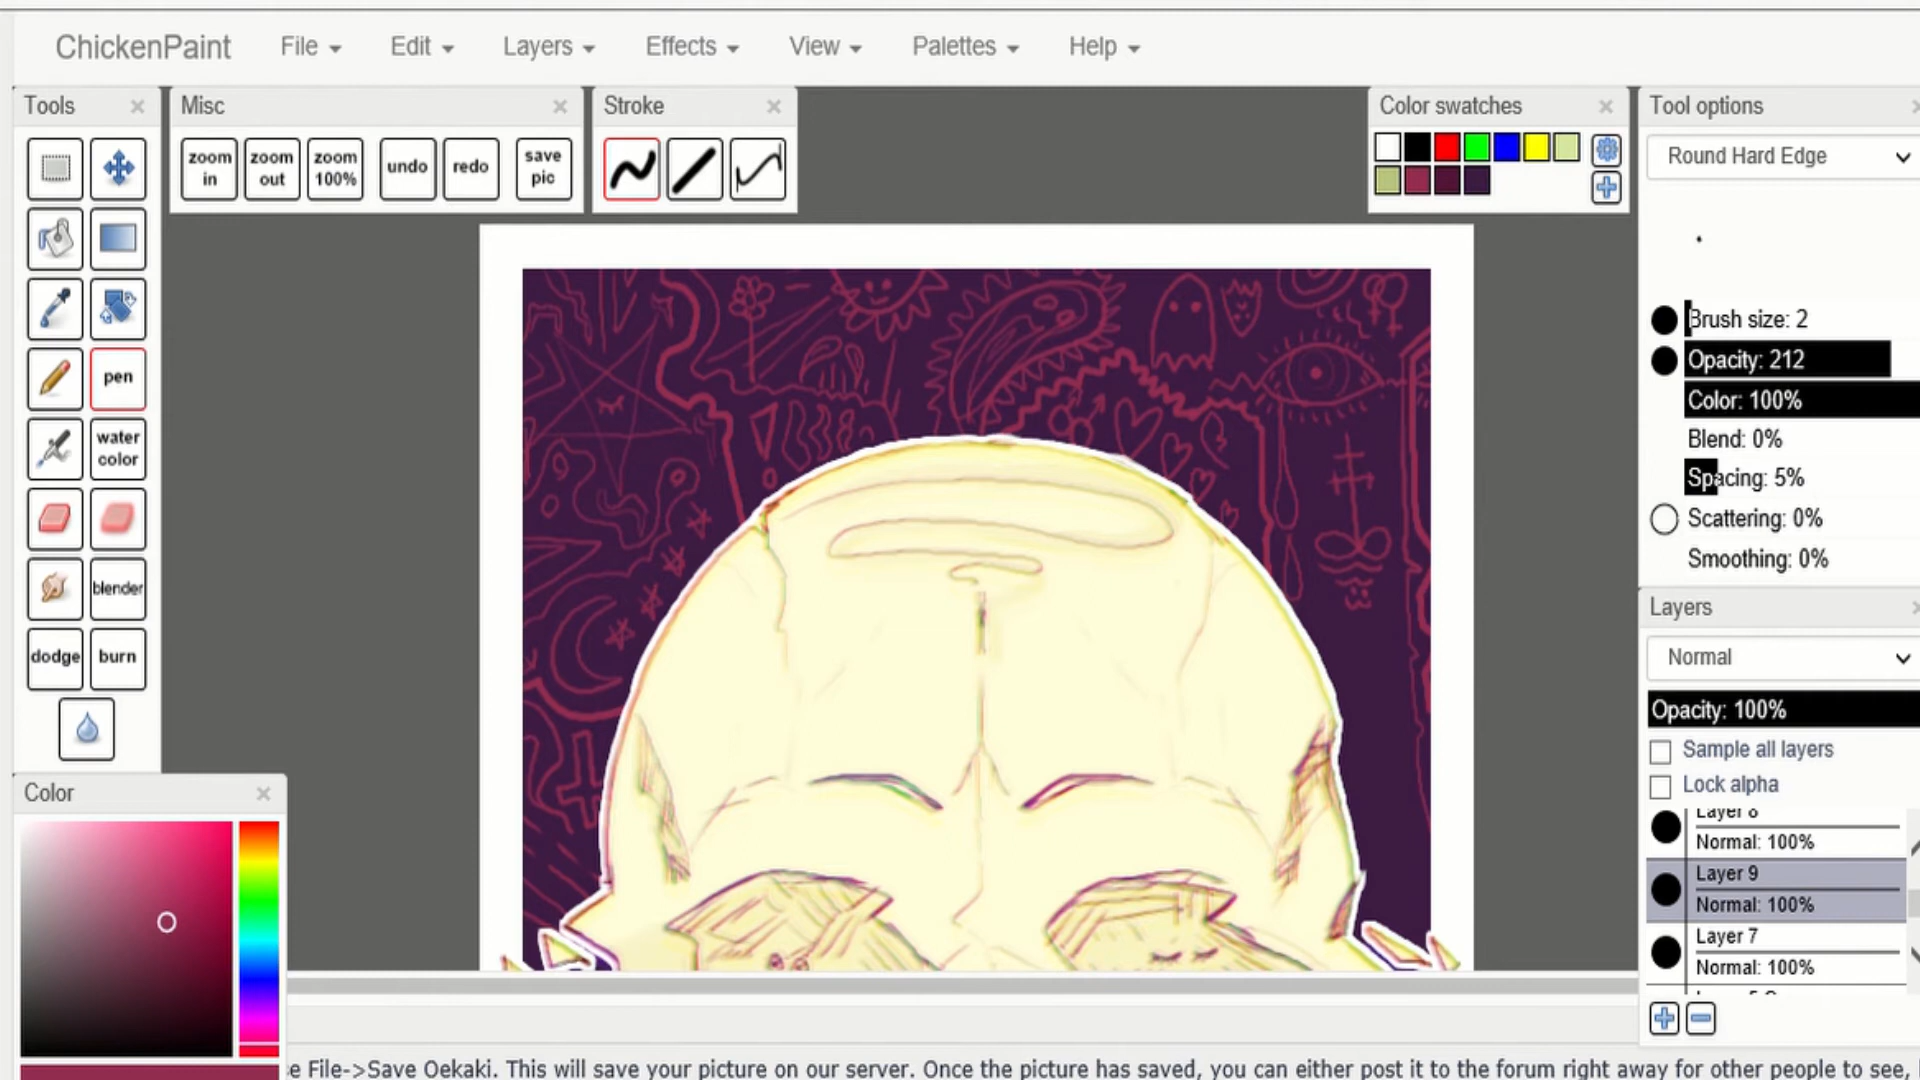 ChickenPaint File Edit Layers Effects View Palettes Help
Tools
Misc
Stroke
Color swatches
Tool options
zoom in
zoom out
zoom 100%
undo
redo
save pic
Round Hard Edge
pen
water color
blender
dodge
burn
Brush size: 2
Opacity: 212
Color: 100%
Blend: 0%
Spacing: 5%
Scattering: 0%
Smoothing: 0%
Layers
Normal
Opacity: 100%
Sample all layers
Lock alpha
Layer 8
Normal: 100%
Layer 9
Normal: 100%
Layer 7
Normal: 100%
Color
e File->Save Oekaki. This will save your picture on our server. Once the picture has saved, you can either post it to the forum right away for other people to see,